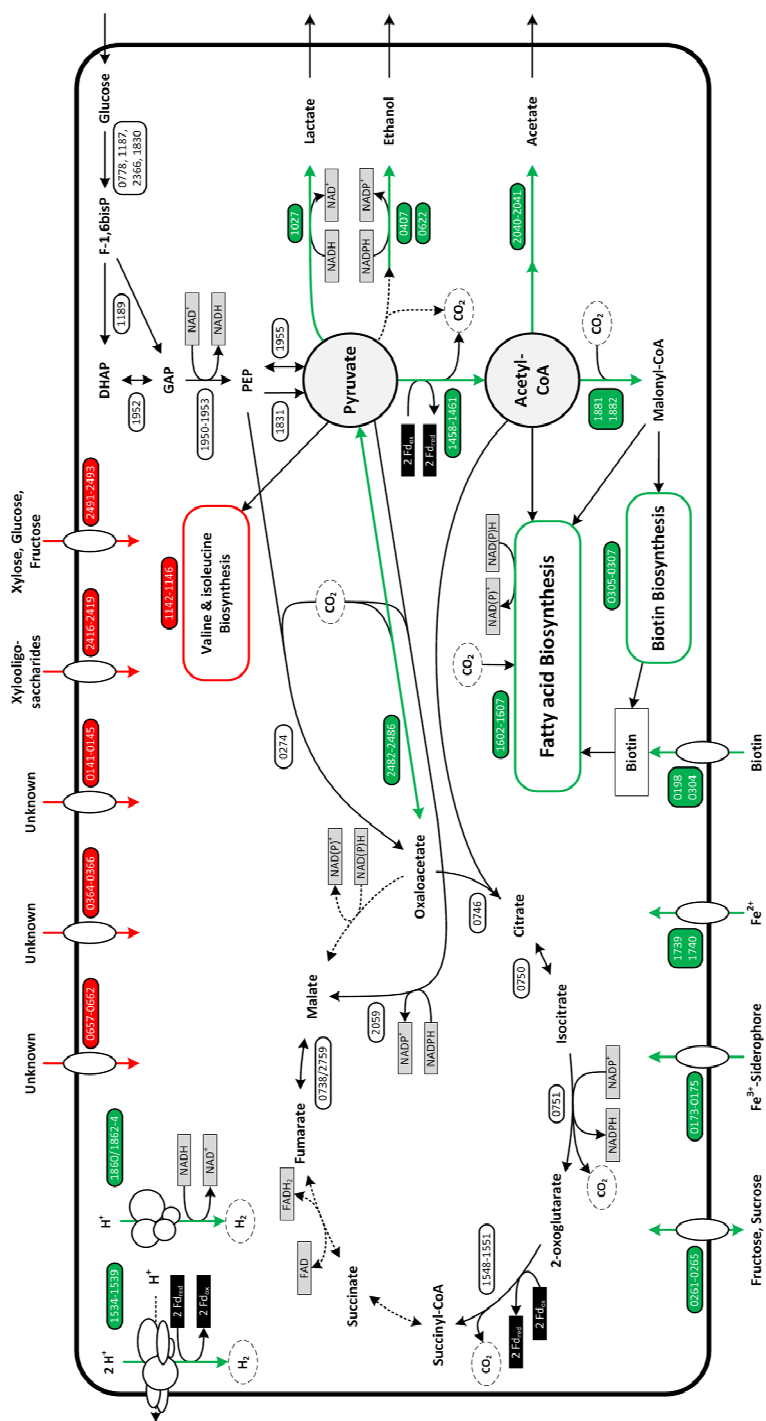 2 H⁺
H⁺
1534-1539
2 Fdred
2 Fdox
H₂
H⁺
1860/1862-4
NADH
NAD⁺
H₂
Unknown
0657-0662
Unknown
0364-0366
Unknown
0141-0145
Xylooligo-
saccharides
2416-2419
Xylose, Glucose,
Fructose
2491-2493
Glucose
0778, 1187,
2366, 1830
F-1,6bisP
1189
DHAP
1952
GAP
NAD⁺
NADH
1950-1953
PEP
1831
1955
1142-1146
Valine & isoleucine
Biosynthesis
Pyruvate
1027
NADH
NAD⁺
Lactate
NADPH
NADP⁺
0407
0622
Ethanol
CO₂
2 Fdox
2 Fdred
1458-1461
Acetyl-
CoA
2040-2041
Acetate
1881
1882
CO₂
Malonyl-CoA
CO₂
0274
2482-2486
Oxaloacetate
NAD(P)⁺
NAD(P)H
Malate
2059
NADP⁺
NADPH
0738/2759
Fumarate
FADH₂
FAD
Succinate
Succinyl-CoA
1548-1551
CO₂
2 Fdred
2 Fdox
2-oxoglutarate
0751
CO₂
NADPH
NADP⁺
Isocitrate
0750
Citrate
0746
1602-1607
CO₂
NAD(P)⁺
NAD(P)H
Fatty acid Biosynthesis
0305-0307
Biotin Biosynthesis
Biotin
0198
0304
Biotin
1739
1740
Fe²⁺
0173-0175
Fe³⁺-Siderophore
0261-0265
Fructose, Sucrose